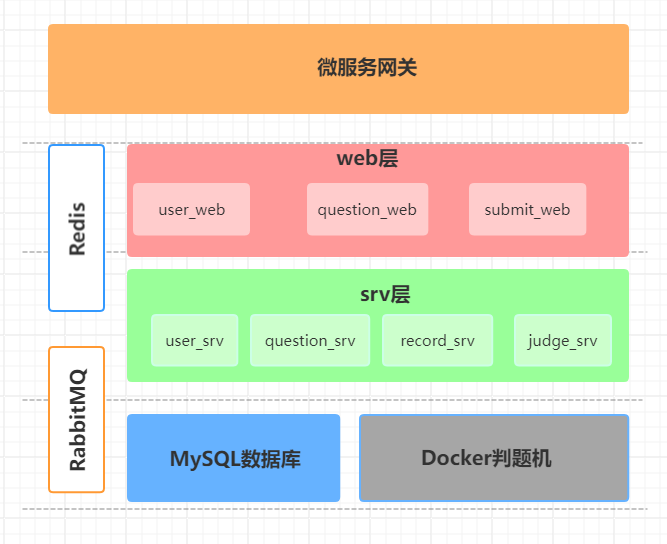 微服务网关
Redis
web层
user_web
question_web
submit_web
srv层
user_srv
question_srv
record_srv
judge_srv
RabbitMQ
MySQL数据库
Docker判题机